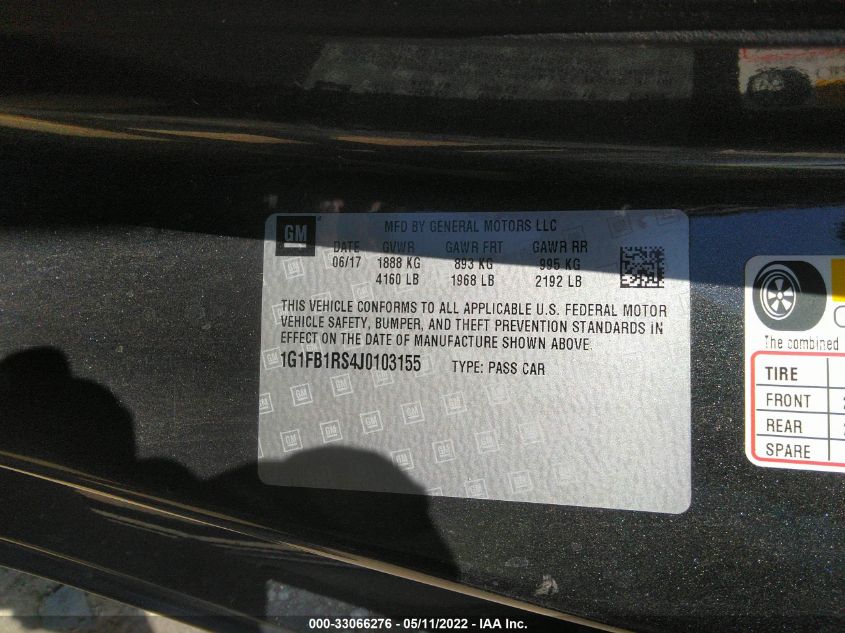 GM
MFD BY GENERAL MOTORS LLC
DATE GVWR GAWR FRT GAWR RR
06/17 1888 KG 893 KG 995 KG
4160 LB 1968 LB 2192 LB
THIS VEHICLE CONFORMS TO ALL APPLICABLE U.S. FEDERAL MOTOR
VEHICLE SAFETY, BUMPER, AND THEFT PREVENTION STANDARDS IN
EFFECT ON THE DATE OF MANUFACTURE SHOWN ABOVE.
1G1FB1RS4J0103155 TYPE: PASS CAR
The combined
TIRE
FRONT 2
REAR 2
SPARE
000-33066276 - 05/11/2022 - IAA Inc.